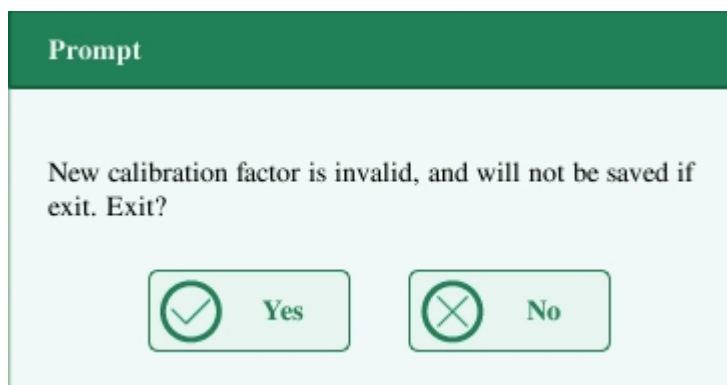 Prompt
New calibration factor is invalid, and will not be saved if
exit. Exit?
Yes No